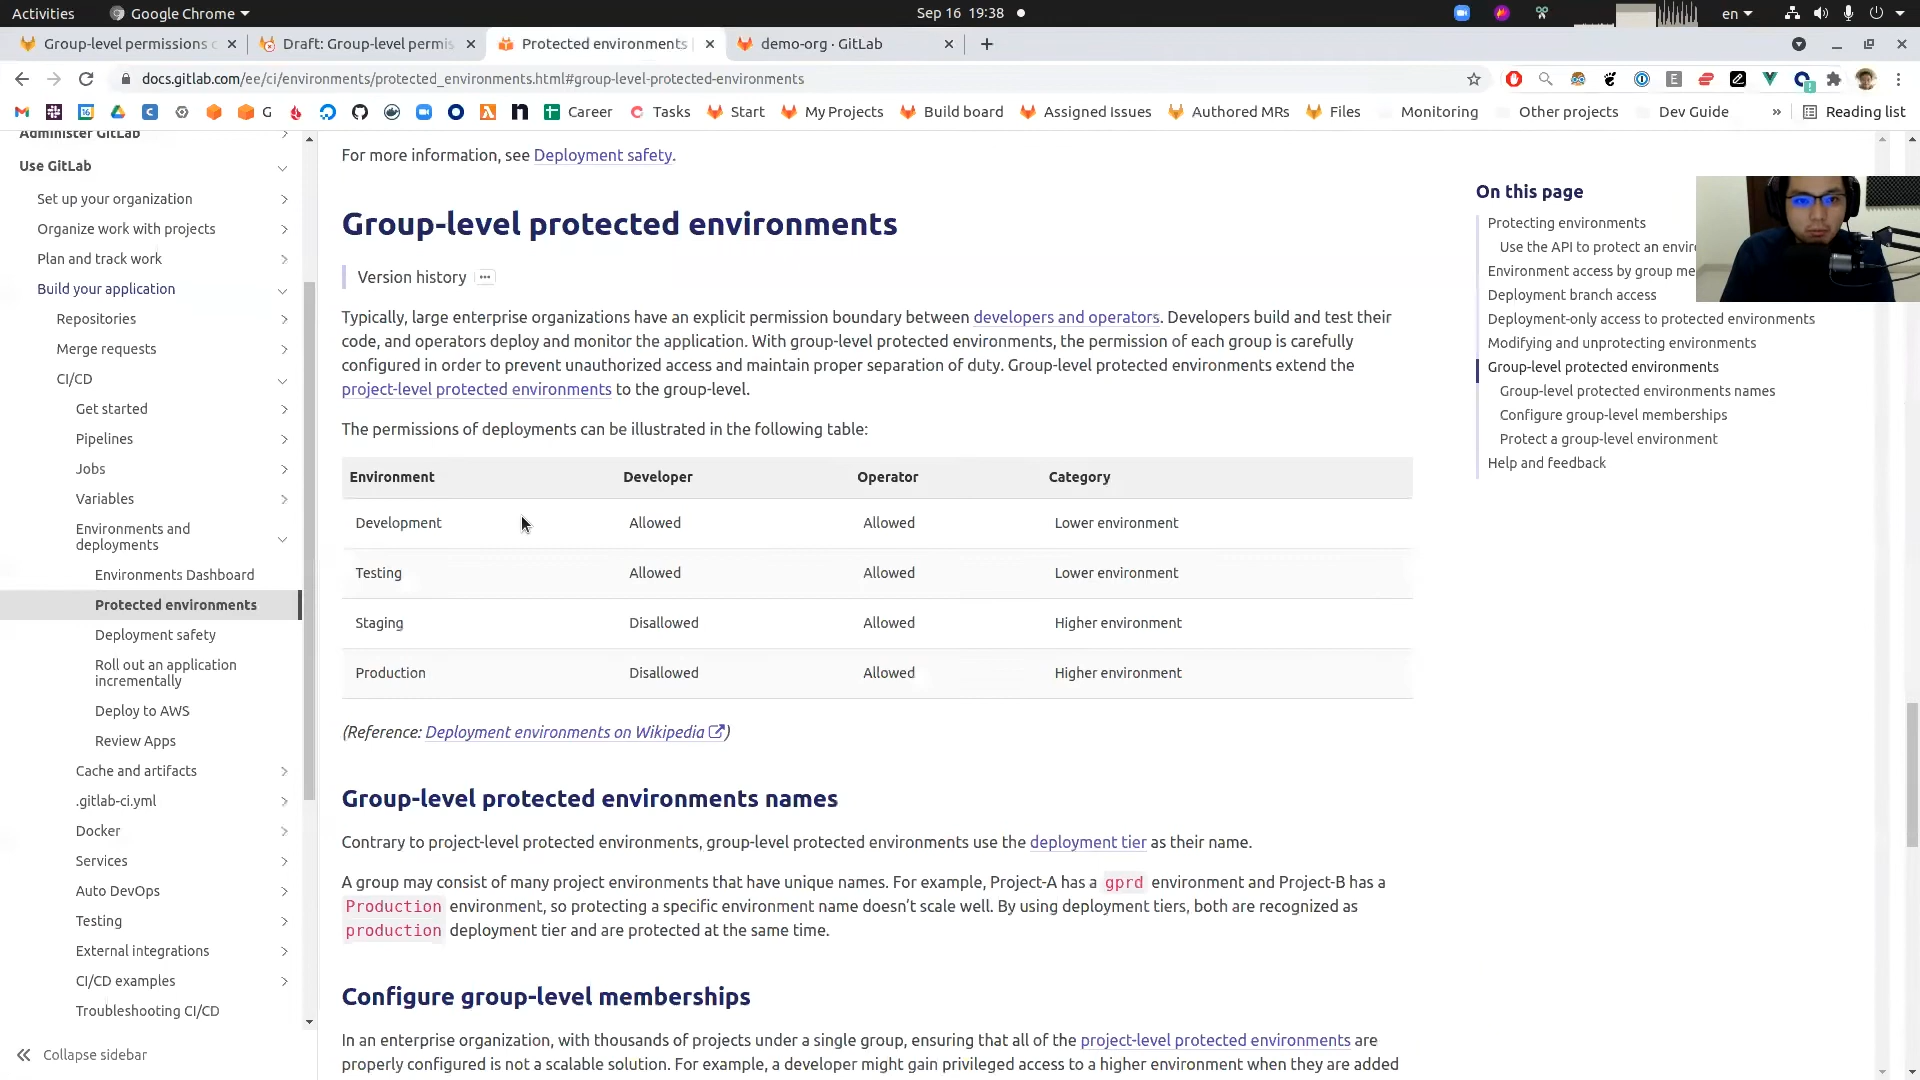 Activities
Google Chrome
Sep 16 19:38
en
Group-level permissions c
Draft: Group-level permis
Protected environments
demo-org · GitLab
docs.gitlab.com/ee/ci/environments/protected_environments.html#group-level-protected-environments
G
Career
Tasks
Start
My Projects
Build board
Assigned Issues
Authored MRs
Files
Monitoring
Other projects
Dev Guide
»
Reading list
Administer GitLab
Use GitLab
Set up your organization
Organize work with projects
Plan and track work
Build your application
Repositories
Merge requests
CI/CD
Get started
Pipelines
Jobs
Variables
Environments and
deployments
Environments Dashboard
Protected environments
Deployment safety
Roll out an application
incrementally
Deploy to AWS
Review Apps
Cache and artifacts
.gitlab-ci.yml
Docker
Services
Auto DevOps
Testing
External integrations
CI/CD examples
Troubleshooting CI/CD
Collapse sidebar
For more information, see Deployment safety.
Group-level protected environments
Version history ...
Typically, large enterprise organizations have an explicit permission boundary between developers and operators. Developers build and test their
code, and operators deploy and monitor the application. With group-level protected environments, the permission of each group is carefully
configured in order to prevent unauthorized access and maintain proper separation of duty. Group-level protected environments extend the
project-level protected environments to the group-level.
The permissions of deployments can be illustrated in the following table:
Environment Developer Operator Category
Development Allowed Allowed Lower environment
Testing Allowed Allowed Lower environment
Staging Disallowed Allowed Higher environment
Production Disallowed Allowed Higher environment
(Reference: Deployment environments on Wikipedia)
Group-level protected environments names
Contrary to project-level protected environments, group-level protected environments use the deployment tier as their name.
A group may consist of many project environments that have unique names. For example, Project-A has a gprd environment and Project-B has a
Production environment, so protecting a specific environment name doesn't scale well. By using deployment tiers, both are recognized as
production deployment tier and are protected at the same time.
Configure group-level memberships
In an enterprise organization, with thousands of projects under a single group, ensuring that all of the project-level protected environments are
properly configured is not a scalable solution. For example, a developer might gain privileged access to a higher environment when they are added
On this page
Protecting environments
Use the API to protect an envir
Environment access by group me
Deployment branch access
Deployment-only access to protected environments
Modifying and unprotecting environments
Group-level protected environments
Group-level protected environments names
Configure group-level memberships
Protect a group-level environment
Help and feedback